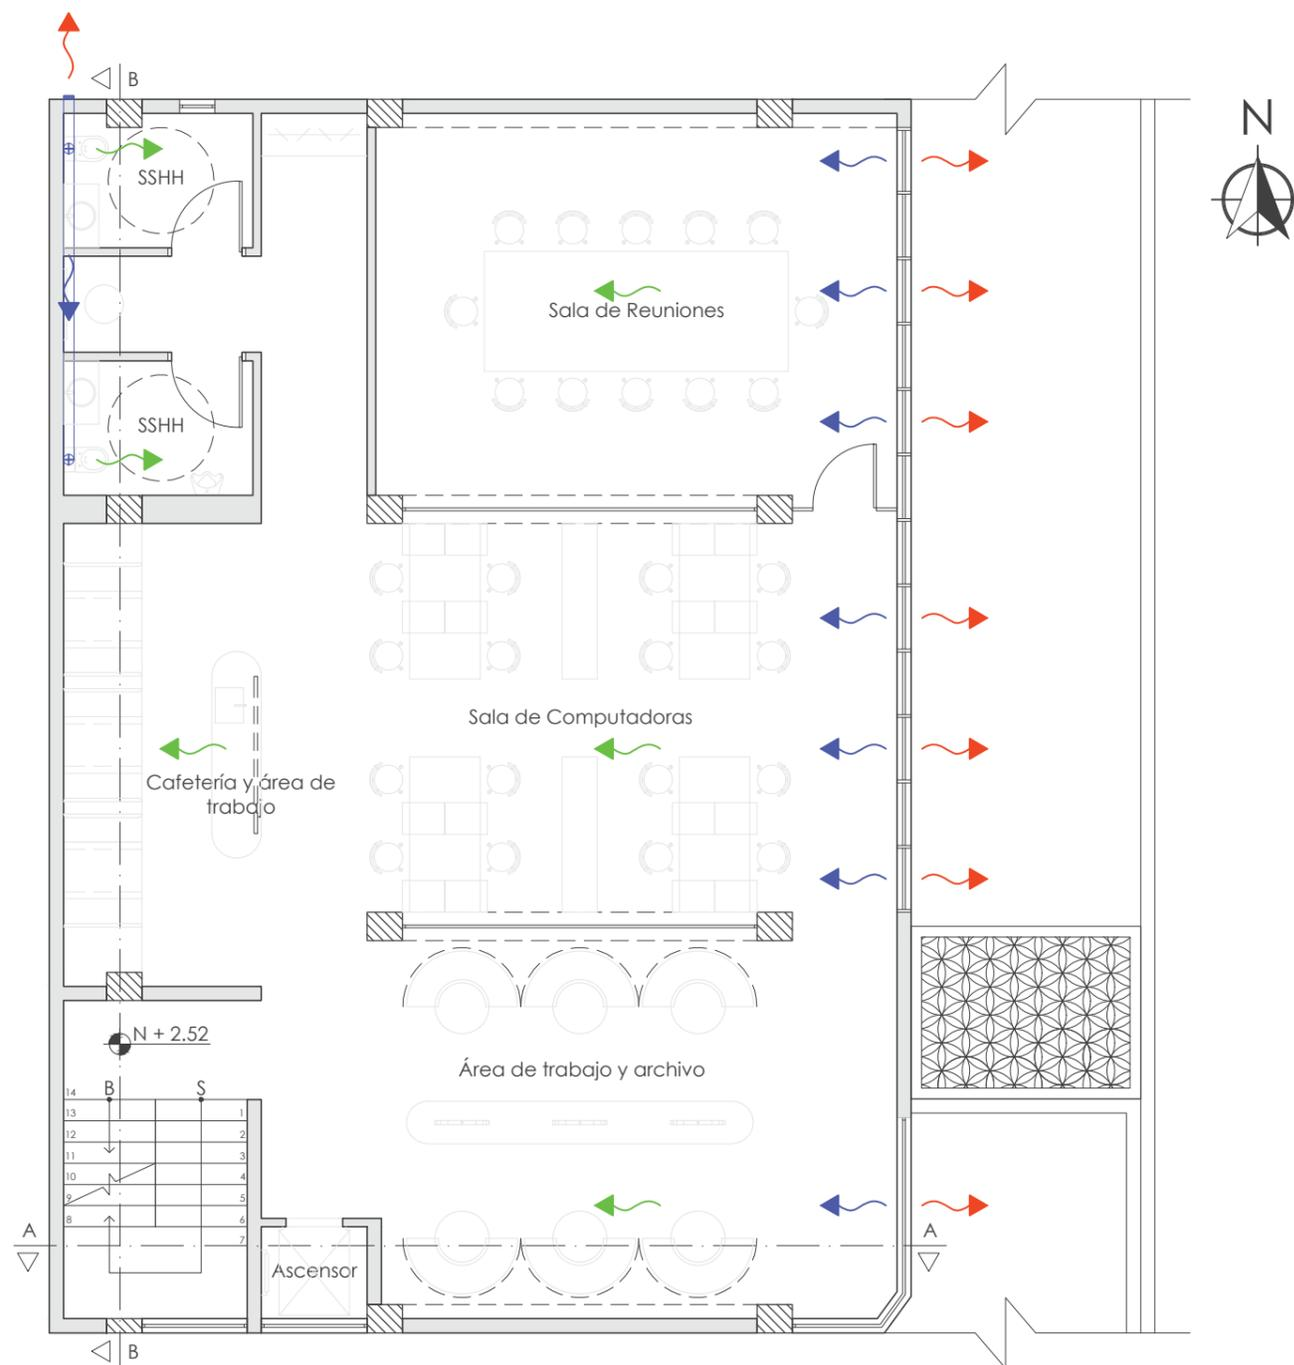 B
N
SSHH
Sala de Reuniones
SSHH
Sala de Computadoras
Cafetería y área de
trabajo
N + 2.52
Área de trabajo y archivo
B
S
14
13
12
11
10
9
8
1
2
3
4
5
6
7
A
A
Ascensor
B